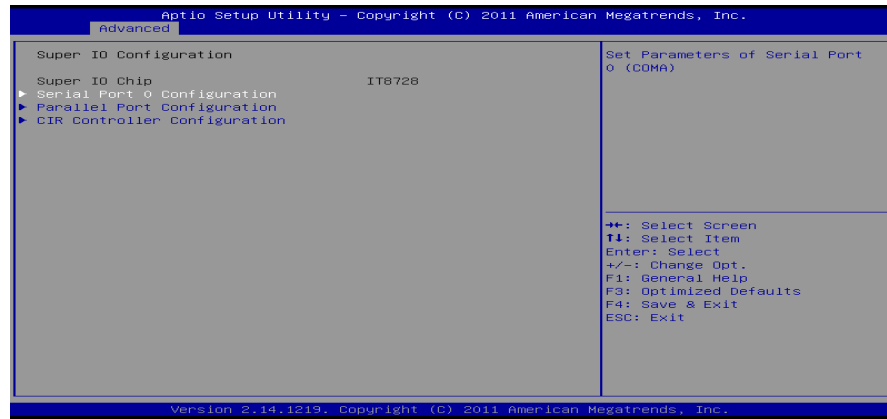 Aptio Setup Utility – Copyright (C) 2011 American Megatrends, Inc.
Advanced
Super IO Configuration
Super IO Chip IT8728
▶ Serial Port 0 Configuration
▶ Parallel Port Configuration
▶ CIR Controller Configuration
Set Parameters of Serial Port
0 (COMA)
→←: Select Screen
↑↓: Select Item
Enter: Select
+/-: Change Opt.
F1: General Help
F3: Optimized Defaults
F4: Save & Exit
ESC: Exit
Version 2.14.1219. Copyright (C) 2011 American Megatrends, Inc.